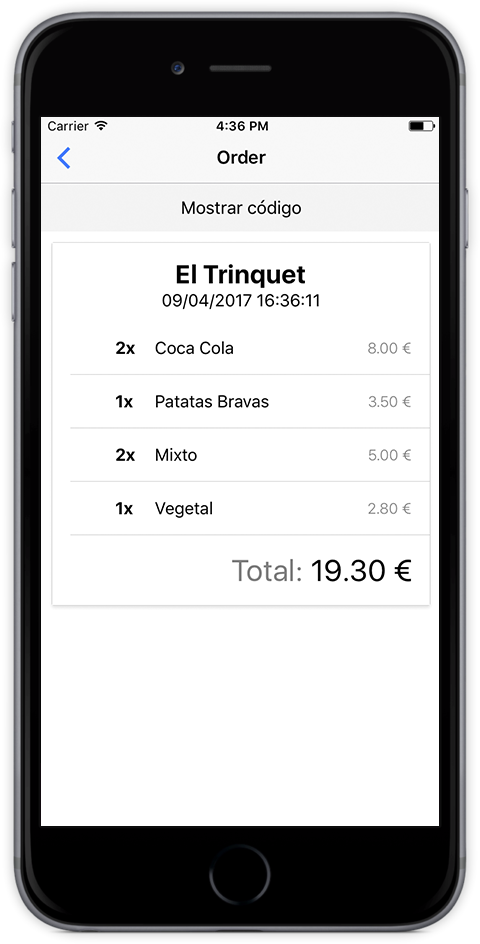 Carrier 4:36 PM
Order
Mostrar código
El Trinquet
09/04/2017 16:36:11
2x Coca Cola 8.00 €
1x Patatas Bravas 3.50 €
2x Mixto 5.00 €
1x Vegetal 2.80 €
Total: 19.30 €